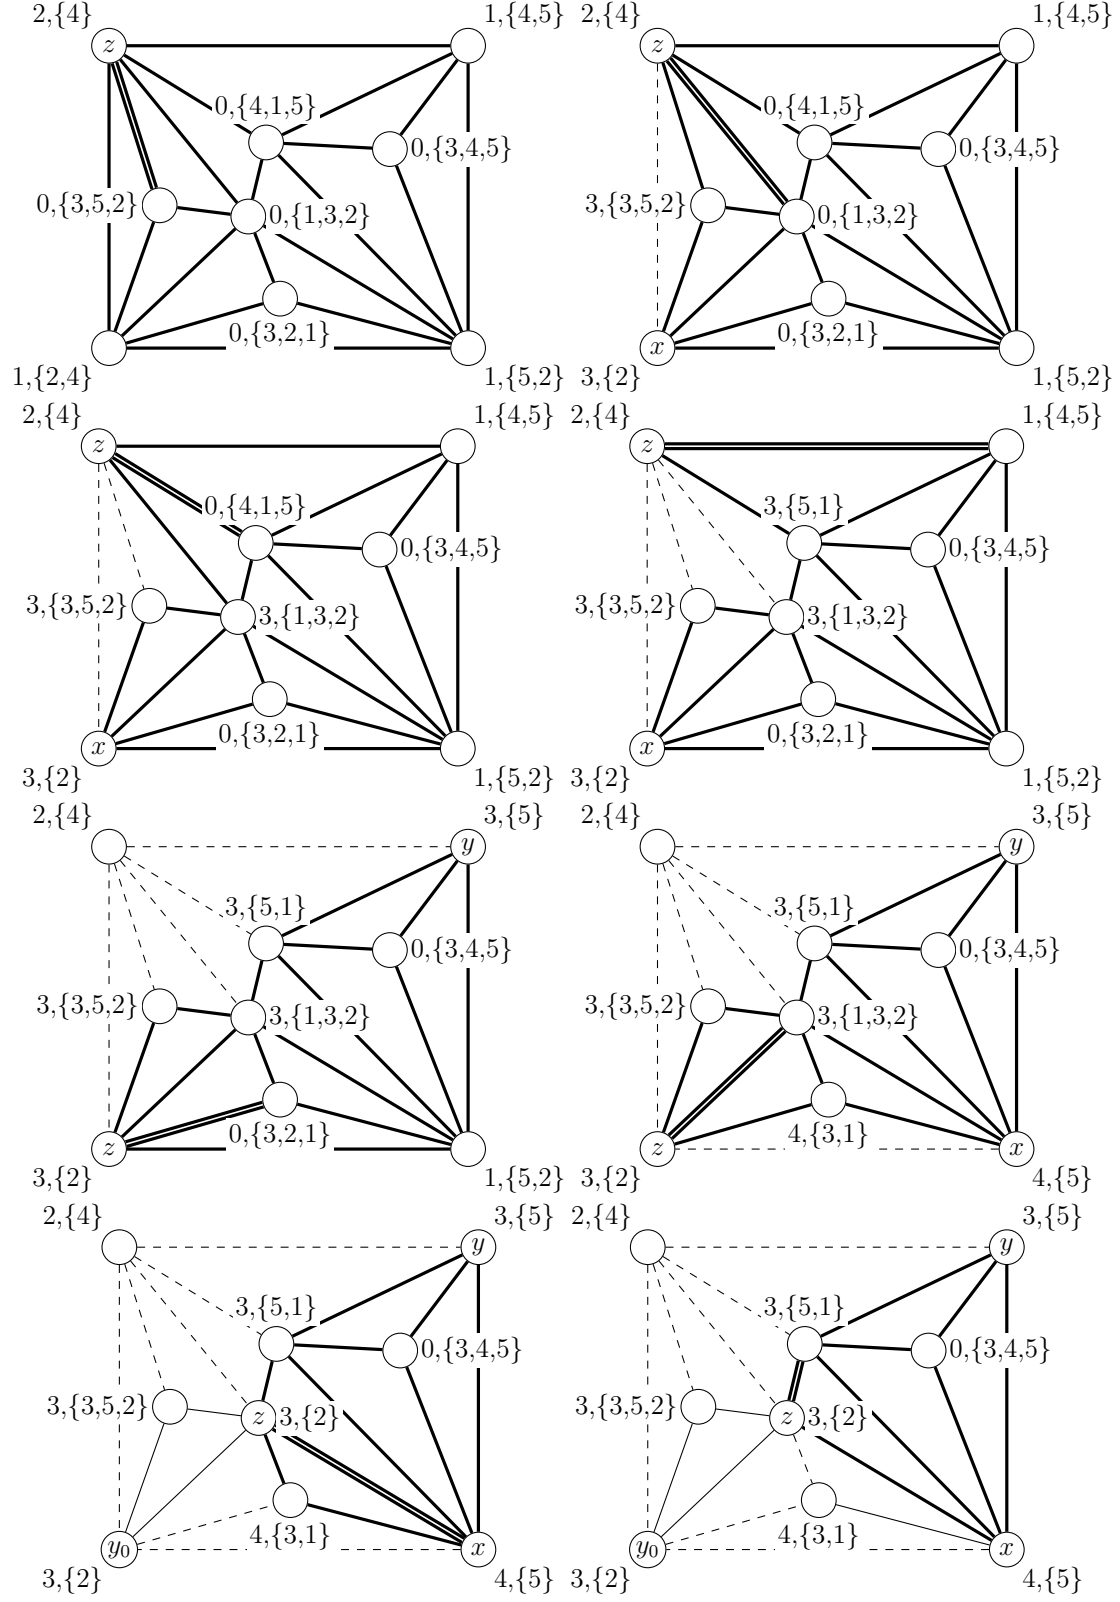 2,{4} 1,{4,5} 2,{4} 1,{4,5}
z z
0,{4,1,5} 0,{4,1,5}
0,{3,4,5} 0,{3,4,5}
0,{3,5,2} 0,{1,3,2} 3,{3,5,2} 0,{1,3,2}
0,{3,2,1} 0,{3,2,1}
x
1,{2,4} 1,{5,2} 3,{2} 1,{5,2}
2,{4} 1,{4,5} 2,{4} 1,{4,5}
z z
0,{4,1,5} 3,{5,1}
0,{3,4,5} 0,{3,4,5}
3,{3,5,2} 3,{1,3,2} 3,{3,5,2} 3,{1,3,2}
0,{3,2,1} 0,{3,2,1}
x x
3,{2} 1,{5,2} 3,{2} 1,{5,2}
2,{4} 3,{5} 2,{4} 3,{5}
y y
3,{5,1} 3,{5,1}
0,{3,4,5} 0,{3,4,5}
3,{3,5,2} 3,{1,3,2} 3,{3,5,2} 3,{1,3,2}
0,{3,2,1} 4,{3,1}
z z x
3,{2} 1,{5,2} 3,{2} 4,{5}
2,{4} 3,{5} 2,{4} 3,{5}
y y
3,{5,1} 3,{5,1}
0,{3,4,5} 0,{3,4,5}
3,{3,5,2} z 3,{2} 3,{3,5,2} z 3,{2}
4,{3,1} 4,{3,1}
y₀ x y₀ x
3,{2} 4,{5} 3,{2} 4,{5}